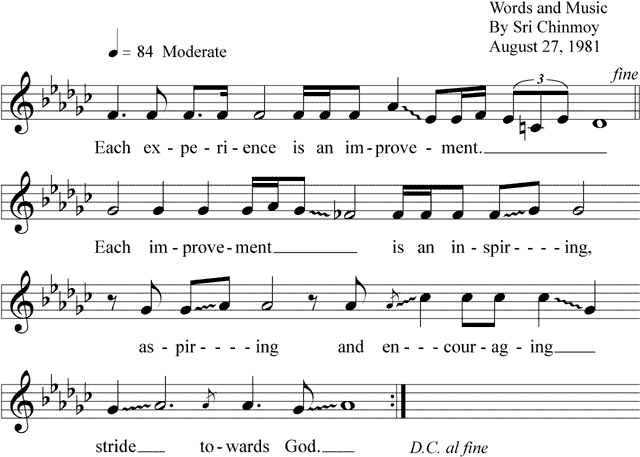 Words and Music
By Sri Chinmoy
August 27, 1981
♩ = 84 Moderate
fine
3
Each ex - pe - ri - ence is an im - prove - ment.
Each im - prove - ment is an in - spir - - - - ing,
as - pir - - - - ing and en - - - cour - ag - ing
stride to - wards God.
D.C. al fine